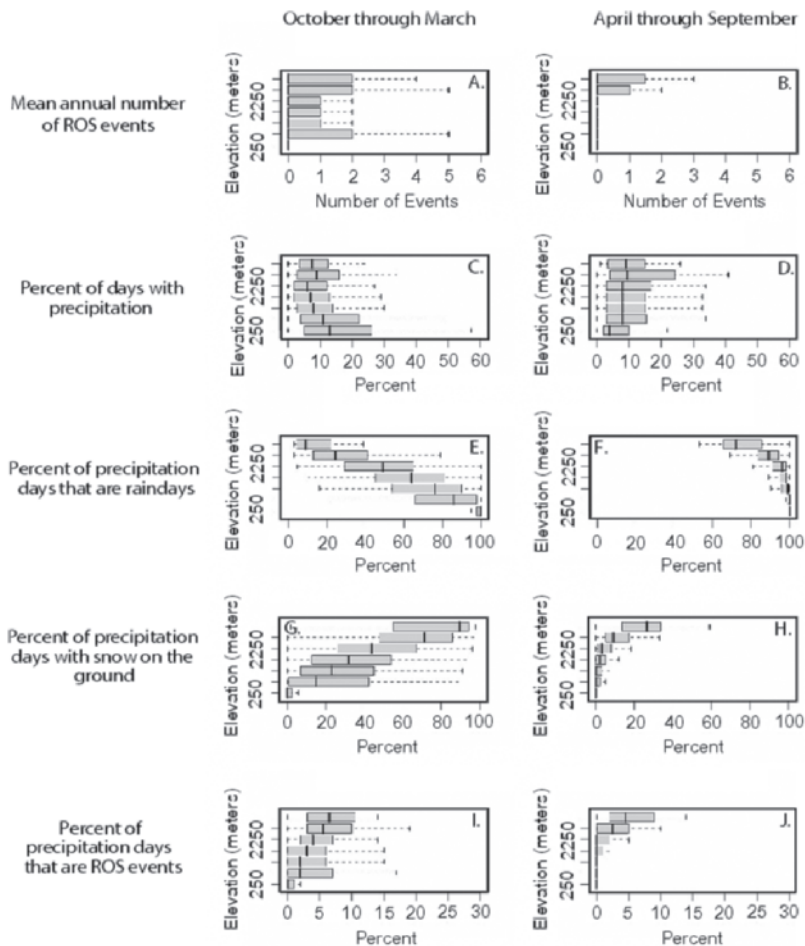 October through March
April through September
Mean annual number
of ROS events
Elevation (meters)
2250
250
A.
0 1 2 3 4 5 6
Number of Events
Elevation (meters)
2250
250
B.
0 1 2 3 4 5 6
Number of Events
Percent of days with
precipitation
Elevation (meters)
2250
250
C.
0 10 20 30 40 50 60
Percent
Elevation (meters)
2250
250
D.
0 10 20 30 40 50 60
Percent
Percent of precipitation
days that are raindays
Elevation (meters)
2250
250
E.
0 20 40 60 80 100
Percent
Elevation (meters)
2250
250
F.
0 20 40 60 80 100
Percent
Percent of precipitation
days with snow on the
ground
Elevation (meters)
2250
250
G.
0 20 40 60 80 100
Percent
Elevation (meters)
2250
250
H.
0 20 40 60 80 100
Percent
Percent of
precipitation days
that are ROS events
Elevation (meters)
2250
250
I.
0 5 10 15 20 25 30
Percent
Elevation (meters)
2250
250
J.
0 5 10 15 20 25 30
Percent